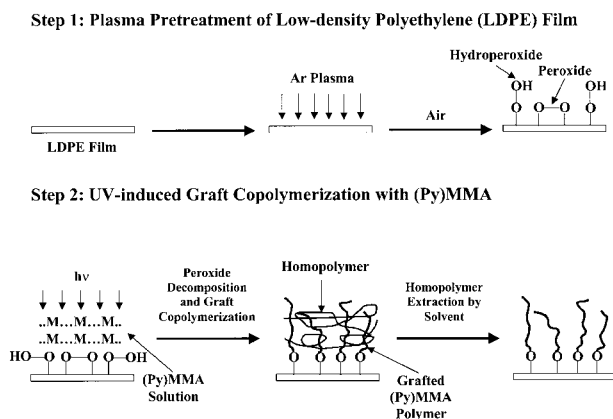 Step 1: Plasma Pretreatment of Low-density Polyethylene (LDPE) Film
Hydroperoxide
Peroxide
Ar Plasma
OH
OH
O
O
O
O
Air
LDPE Film
Step 2: UV-induced Graft Copolymerization with (Py)MMA
hν
Peroxide
Decomposition
and Graft
Copolymerization
Homopolymer
Homopolymer
Extraction by
Solvent
..M...M...M..
..M...M...M..
HO
O
O
O
O
OH
O
O
O
O
O
O
O
O
(Py)MMA
Solution
Grafted
(Py)MMA
Polymer